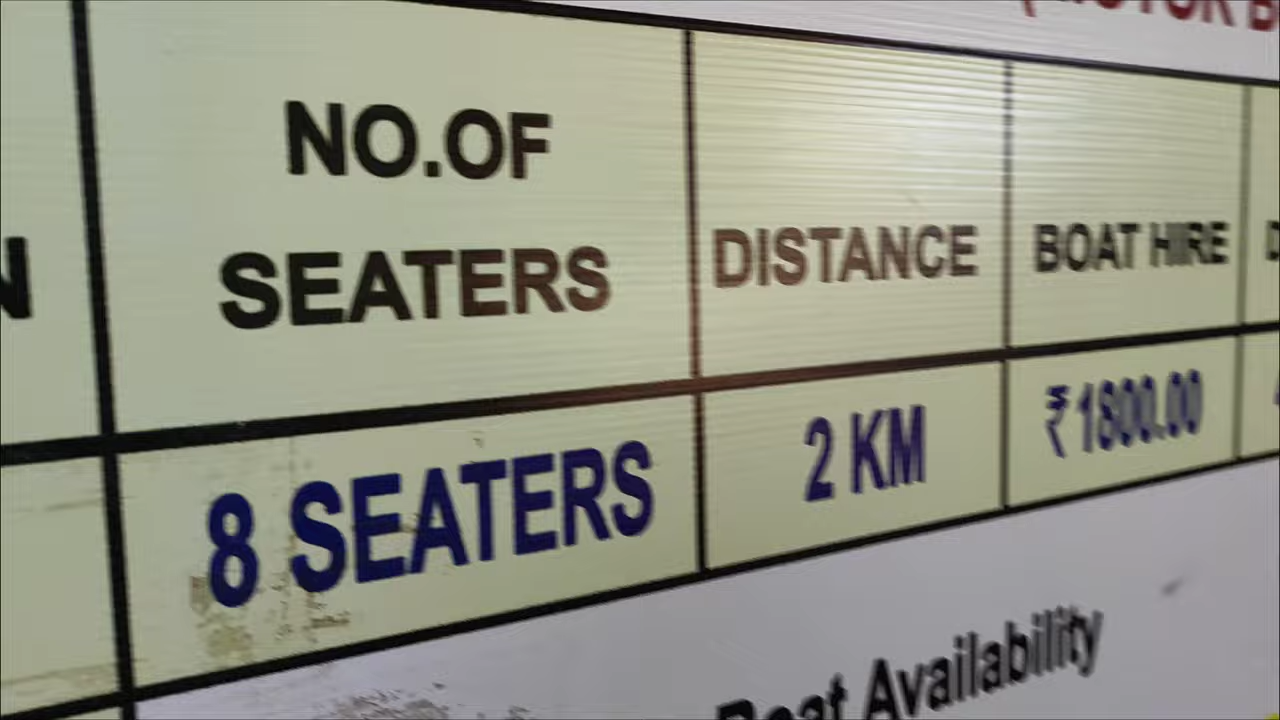 NO.OF
SEATERS
DISTANCE
BOAT HIRE
8 SEATERS
2 KM
₹ 1800.00
Boat Availability